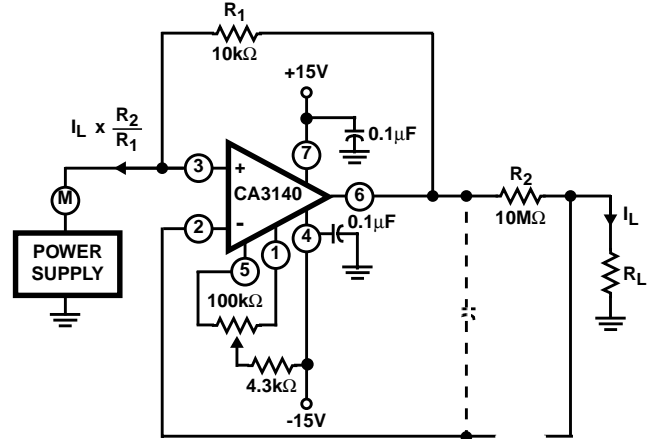 R1
10kΩ
+15V
IL x R2
R1
0.1µF
7
3
+
CA3140
6
R2
10MΩ
M
2
-
4
0.1µF
IL
5
1
POWER
SUPPLY
RL
100kΩ
4.3kΩ
-15V